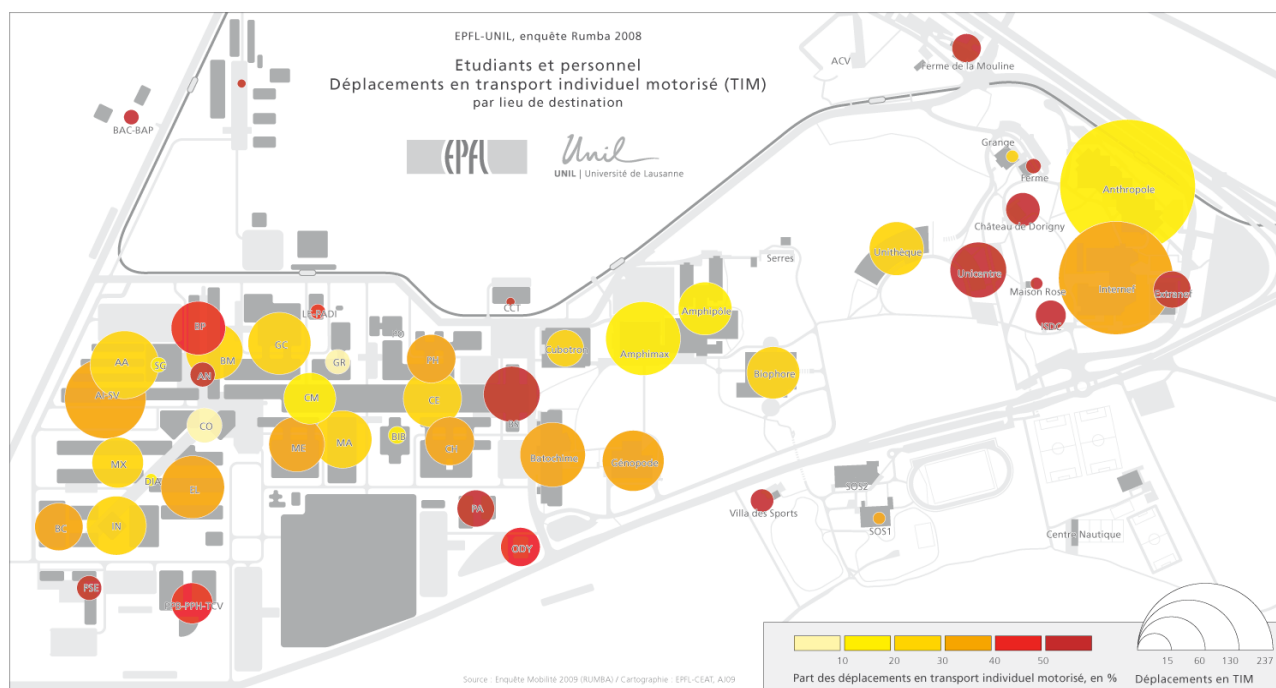 EPFL-UNIL, enquête Rumba 2008
Etudiants et personnel
Déplacements en transport individuel motorisé (TIM)
par lieu de destination
EPFL
Unil
UNIL | Université de Lausanne
ACV
Ferme de la Mouline
BAC-BAP
Grange
Ferme
Anthropole
Château de Dorigny
Unithèque
Serres
Unicentre
Maison Rose
Internef
Extranef
ISDC
CCT
LE-PADI
Amphipôle
BP
GC
PO
Cubotron
Amphimax
AA
SG
BM
GR
PH
AN
Biophore
CM
CE
BS
CO
ME
MA
BIB
CH
Batochime
Génopode
MX
DIA
EL
SOS2
Villa des Sports
PA
BC
IN
SOS1
Centre Nautique
ODY
PSE
PPB-PPH-TCV
10 20 30 40 50
Part des déplacements en transport individuel motorisé, en %
15 60 130 237
Déplacements en TIM
Source : Enquête Mobilité 2009 (RUMBA) / Cartographie : EPFL-CEAT, AJ09